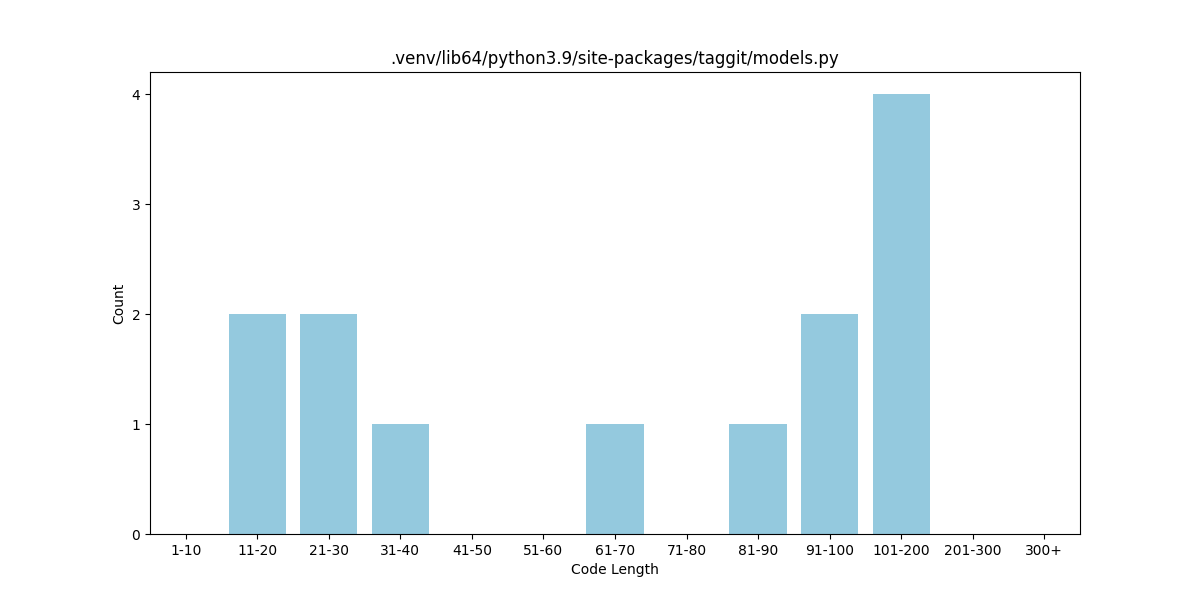 .venv/lib64/python3.9/site-packages/taggit/models.py
4
3
2
1
0
Count
1-10 11-20 21-30 31-40 41-50 51-60 61-70 71-80 81-90 91-100 101-200 201-300 300+
Code Length